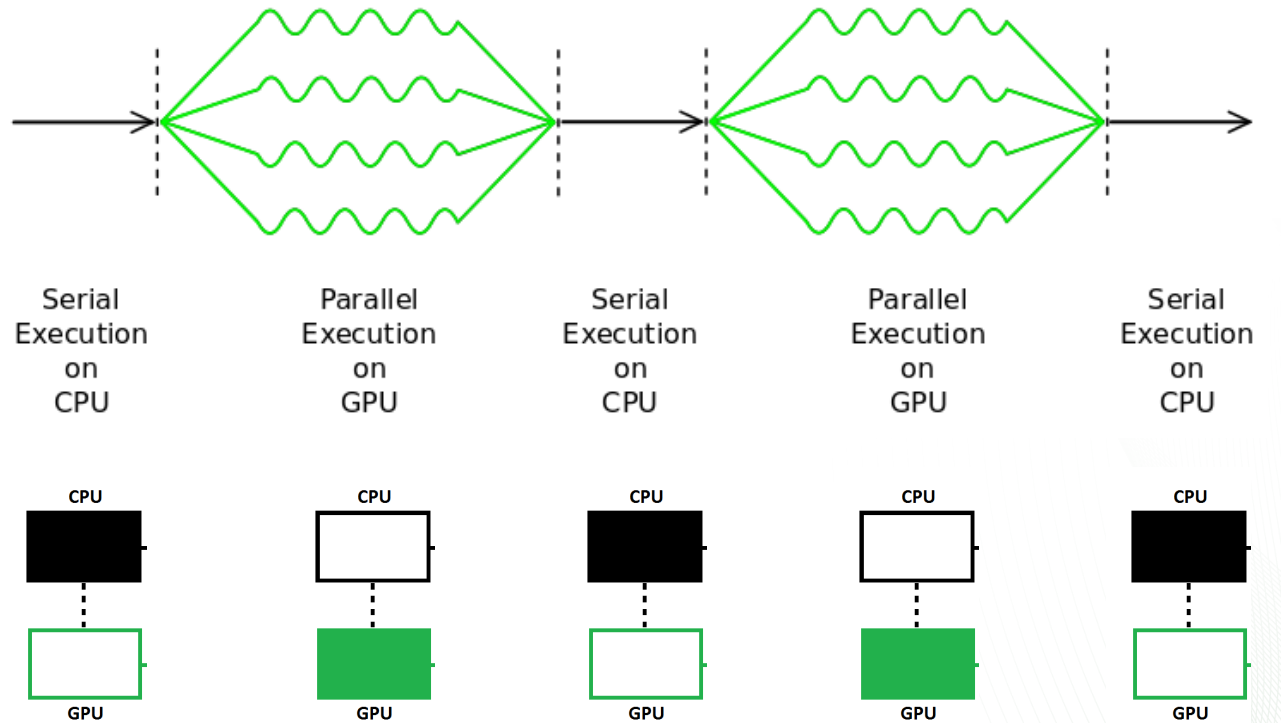 Serial
Execution
on
CPU
Parallel
Execution
on
GPU
Serial
Execution
on
CPU
Parallel
Execution
on
GPU
Serial
Execution
on
CPU
CPU
CPU
CPU
CPU
CPU
GPU
GPU
GPU
GPU
GPU